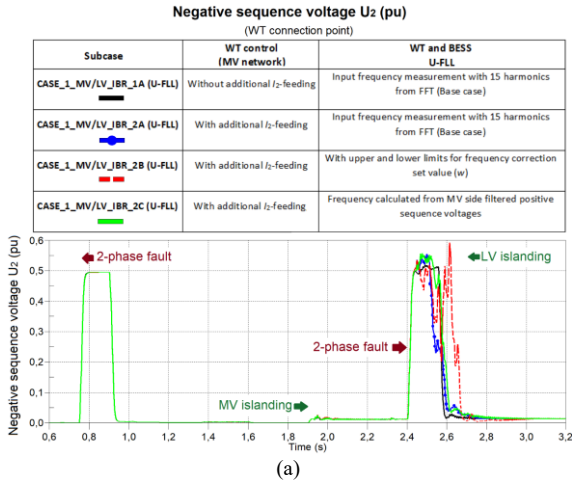 Negative sequence voltage U2 (pu)
(WT connection point)
Subcase
WT control
(MV network)
WT and BESS
U-FLL
CASE_1_MV/LV_IBR_1A (U-FLL)
Without additional I2-feeding
Input frequency measurement with 15 harmonics
from FFT (Base case)
CASE_1_MV/LV_IBR_2A (U-FLL)
With additional I2-feeding
Input frequency measurement with 15 harmonics
from FFT (Base case)
CASE_1_MV/LV_IBR_2B (U-FLL)
With additional I2-feeding
With upper and lower limits for frequency correction
set value (w)
CASE_1_MV/LV_IBR_2C (U-FLL)
With additional I2-feeding
Frequency calculated from MV side filtered positive
sequence voltages
Negative sequence voltage U2 (pu)
0,6
0,5
0,4
0,3
0,2
0,1
0,0
2-phase fault
LV islanding
2-phase fault
MV islanding
0,6 0,8 1,0 1,2 1,4 1,6 1,8 2,0 2,2 2,4 2,6 2,8 3,0 3,2
Time (s)
(a)